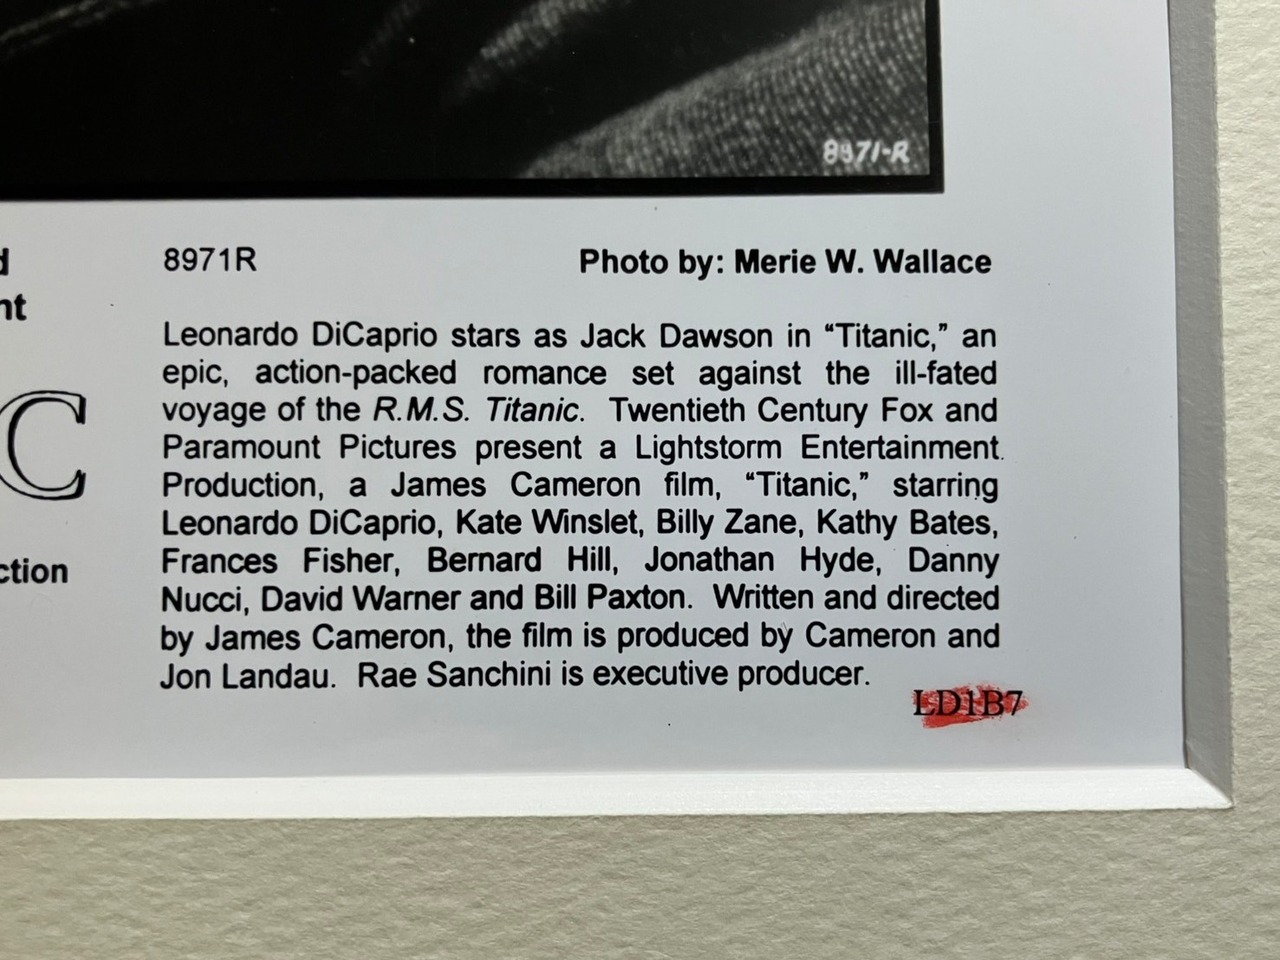 8971-R
d
nt
C
ction
8971R
Photo by: Merie W. Wallace
Leonardo DiCaprio stars as Jack Dawson in “Titanic,” an
epic, action-packed romance set against the ill-fated
voyage of the R.M.S. Titanic. Twentieth Century Fox and
Paramount Pictures present a Lightstorm Entertainment
Production, a James Cameron film, “Titanic,” starring
Leonardo DiCaprio, Kate Winslet, Billy Zane, Kathy Bates,
Frances Fisher, Bernard Hill, Jonathan Hyde, Danny
Nucci, David Warner and Bill Paxton. Written and directed
by James Cameron, the film is produced by Cameron and
Jon Landau. Rae Sanchini is executive producer.
LD1B7